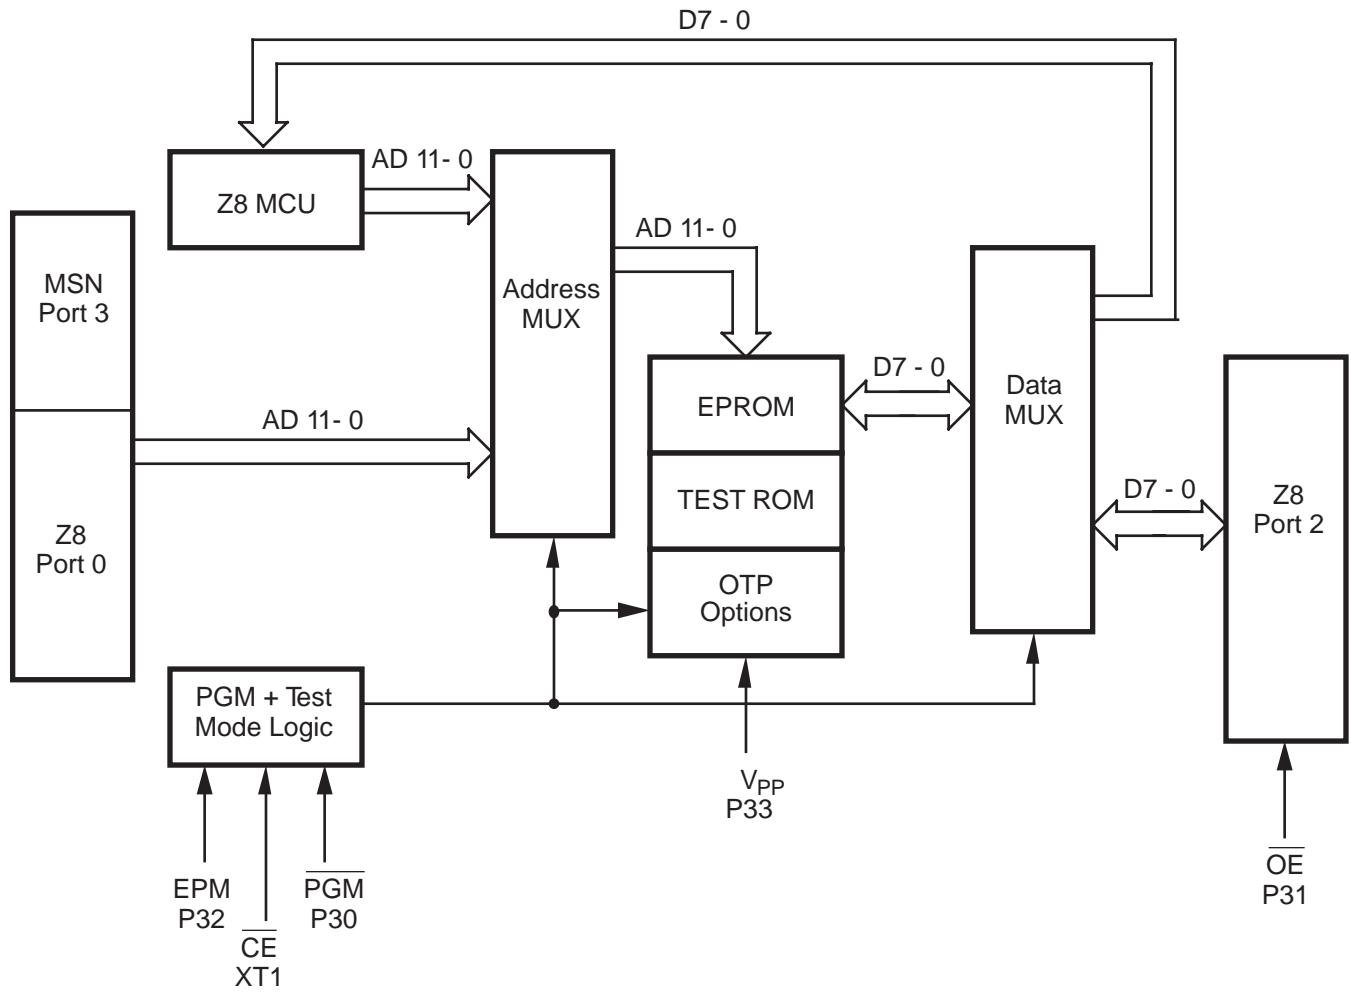 D7 - 0
AD 11- 0
Z8 MCU
AD 11- 0
MSN
Port 3
Address
MUX
D7 - 0
Data
MUX
EPROM
AD 11- 0
TEST ROM
D7 - 0
Z8
Port 2
Z8
Port 0
OTP
Options
PGM + Test
Mode Logic
VPP
P33
EPM
P32
CE
XT1
PGM
P30
OE
P31